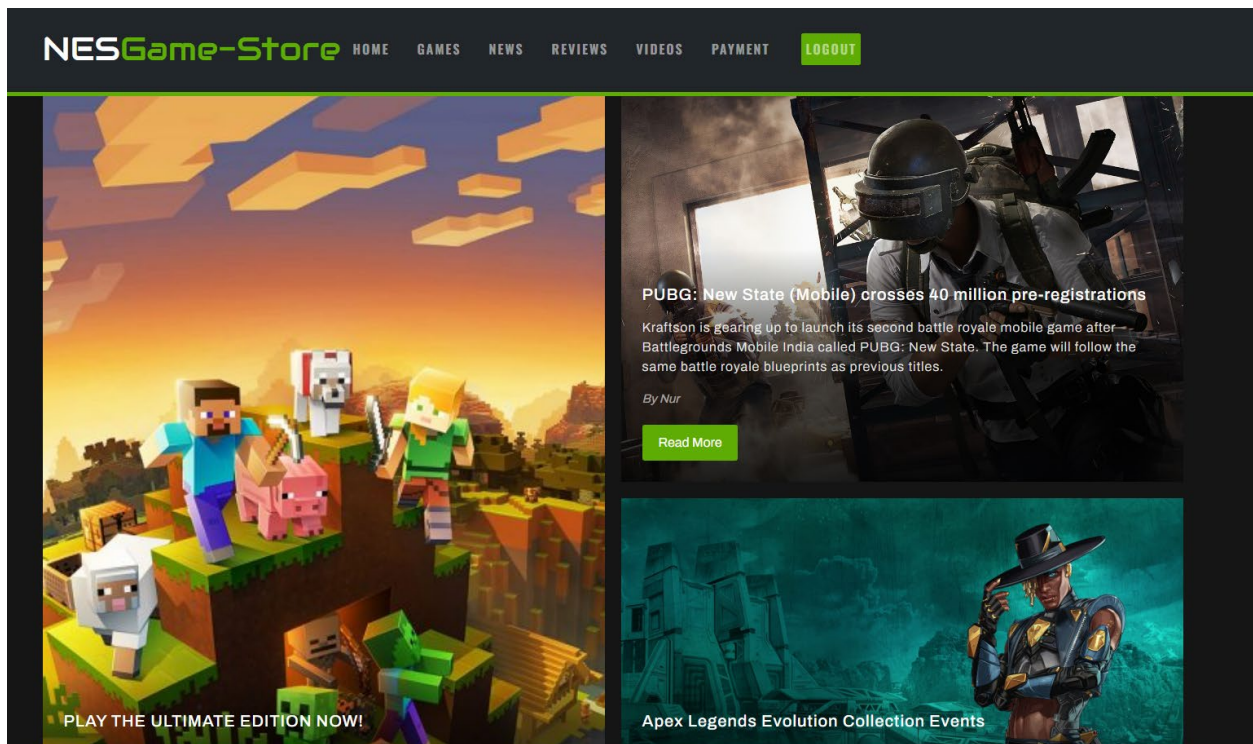 NESGame-Store HOME GAMES NEWS REVIEWS VIDEOS PAYMENT LOGOUT
PLAY THE ULTIMATE EDITION NOW!
PUBG: New State (Mobile) crosses 40 million pre-registrations
Kraftson is gearing up to launch its second battle royale mobile game after
Battlegrounds Mobile India called PUBG: New State. The game will follow the
same battle royale blueprints as previous titles.
By Nur
Read More
Apex Legends Evolution Collection Events